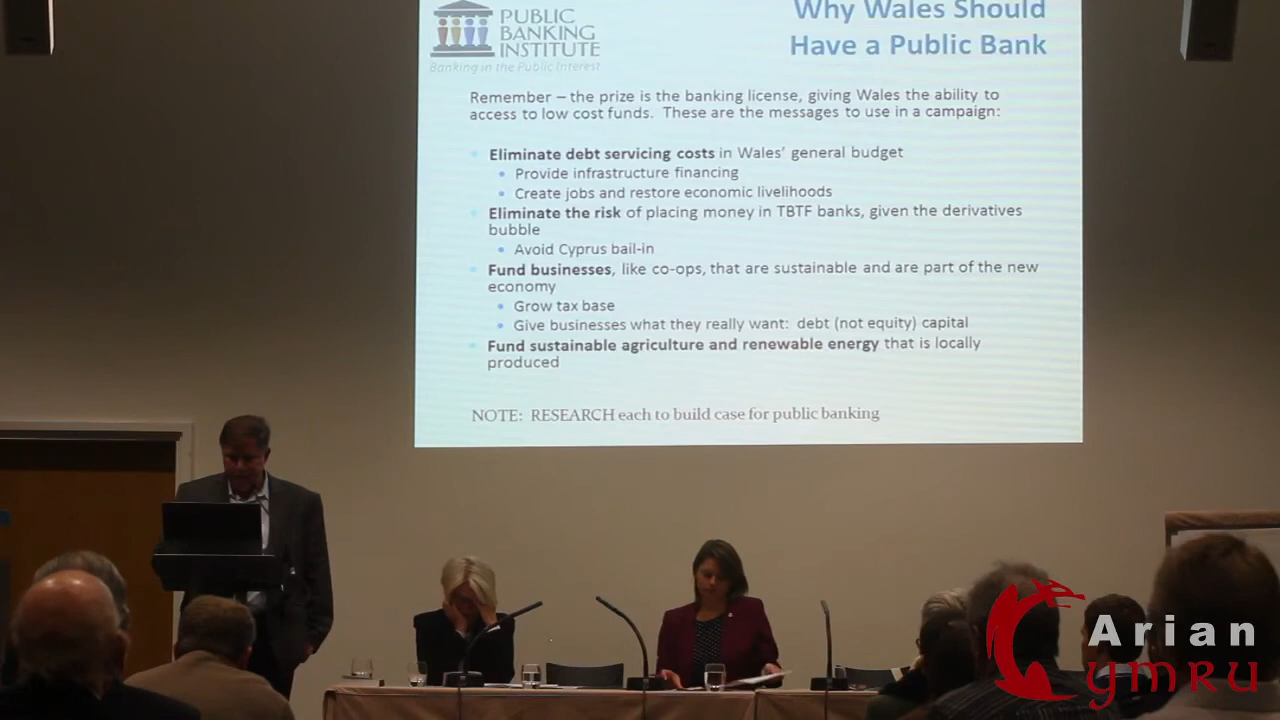 PUBLIC
BANKING
INSTITUTE
Banking in the Public Interest
Why Wales Should
Have a Public Bank
Remember – the prize is the banking license, giving Wales the ability to
access to low cost funds. These are the messages to use in a campaign:
Eliminate debt servicing costs in Wales’ general budget
Provide infrastructure financing
Create jobs and restore economic livelihoods
Eliminate the risk of placing money in TBTF banks, given the derivatives
bubble
Avoid Cyprus bail-in
Fund businesses, like co-ops, that are sustainable and are part of the new
economy
Grow tax base
Give businesses what they really want: debt (not equity) capital
Fund sustainable agriculture and renewable energy that is locally
produced
NOTE: RESEARCH each to build case for public banking
Arian
Cymru